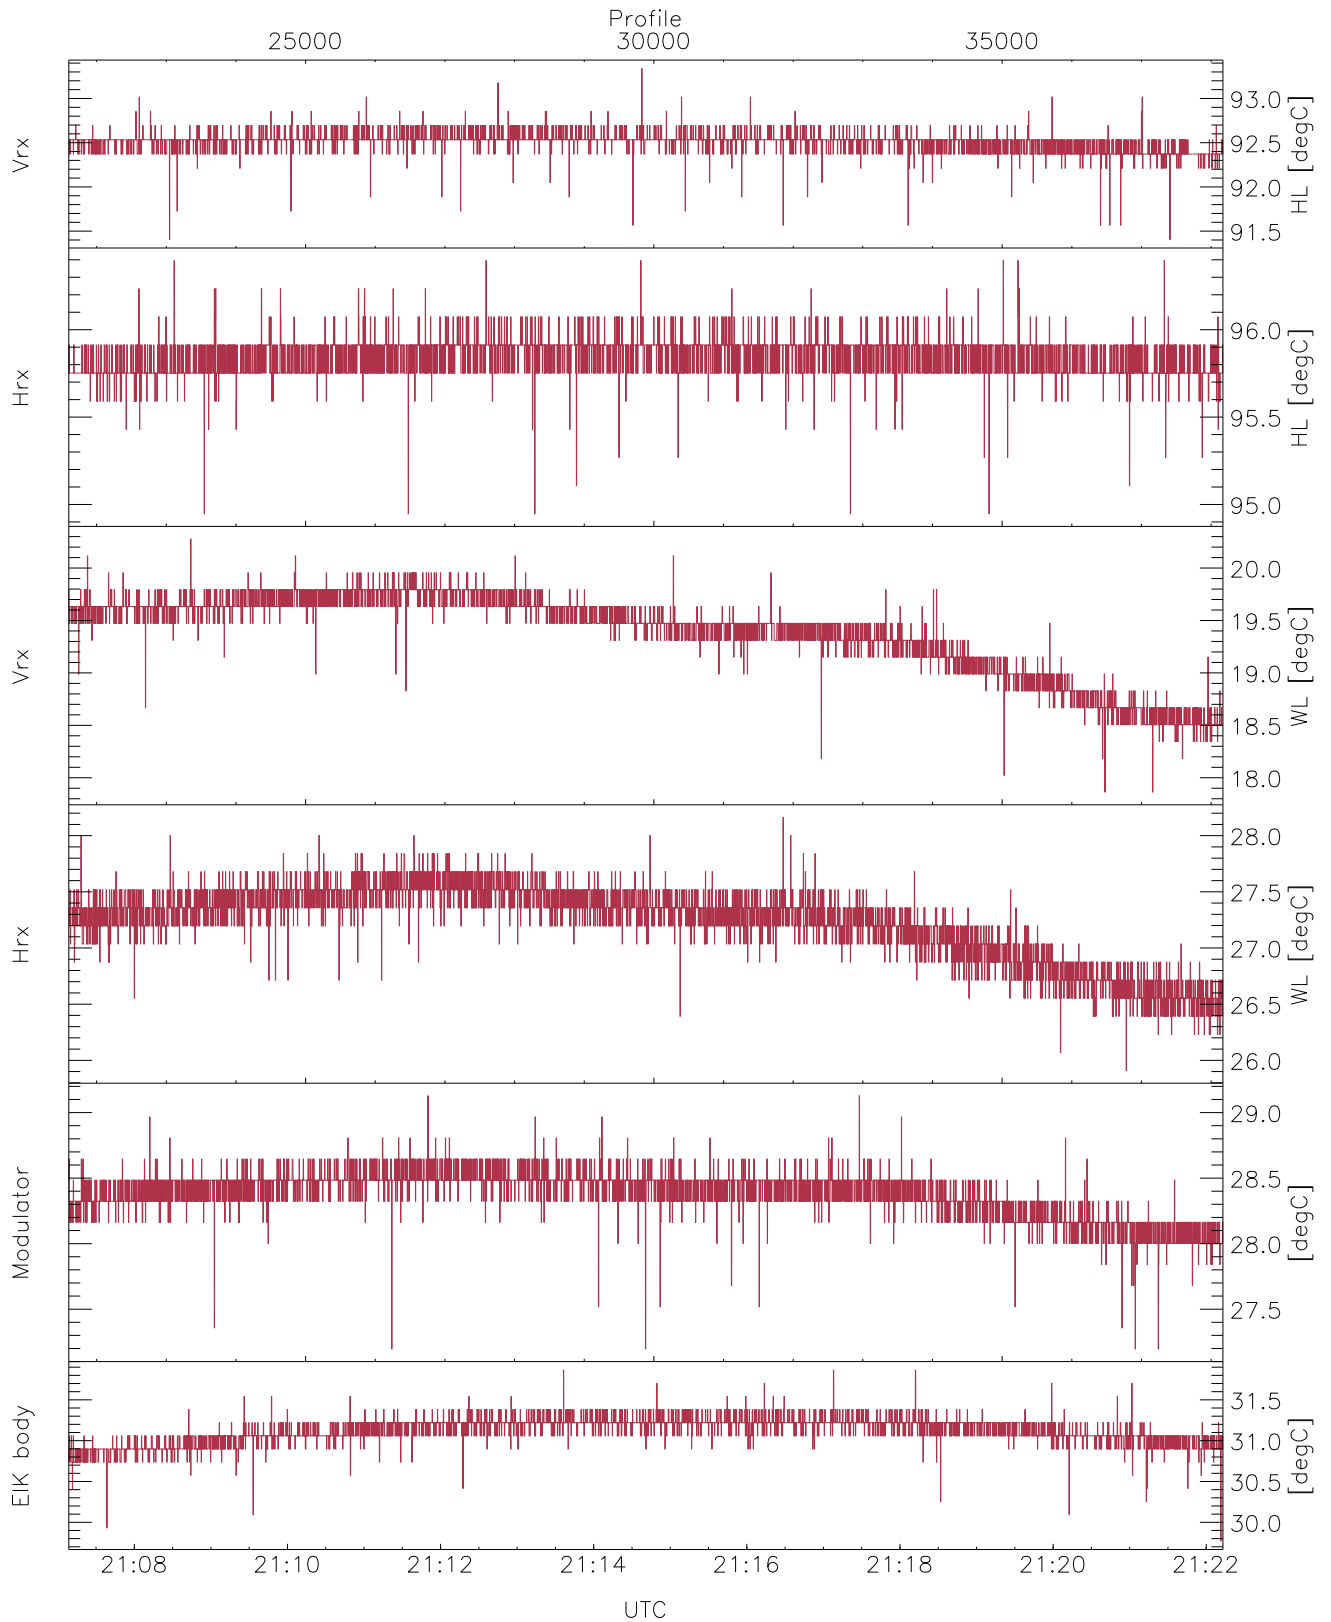 Profile
25000 30000 35000
Vrx
93.0
92.5
92.0
91.5
HL [degC]
Hrx
96.0
95.5
95.0
HL [degC]
Vrx
20.0
19.5
19.0
18.5
18.0
WL [degC]
Hrx
28.0
27.5
27.0
26.5
26.0
WL [degC]
Modulator
29.0
28.5
28.0
27.5
[degC]
EIK body
31.5
31.0
30.5
30.0
[degC]
21:08 21:10 21:12 21:14 21:16 21:18 21:20 21:22
UTC